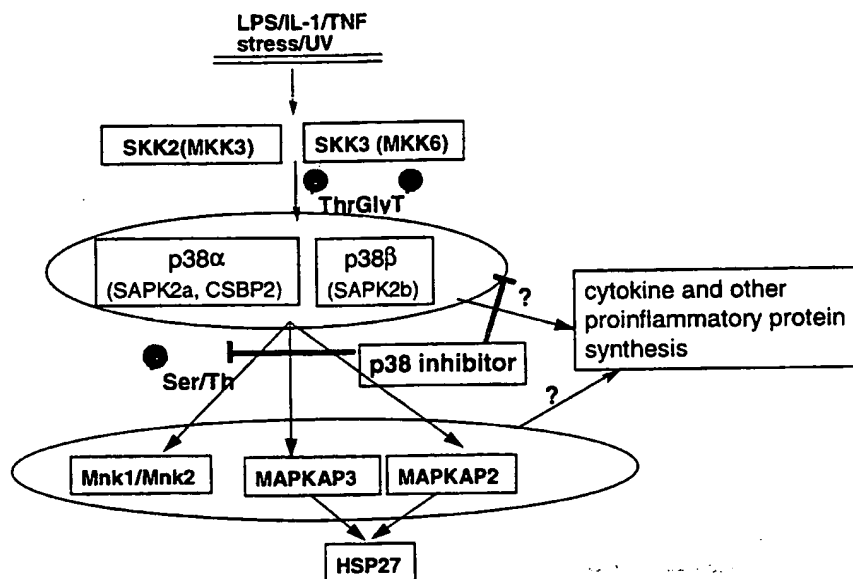 LPS/IL-1/TNF
stress/UV
SKK2(MKK3)
SKK3 (MKK6)
ThrGlyT
p38α
(SAPK2a, CSBP2)
p38β
(SAPK2b)
?
cytokine and other
proinflammatory protein
synthesis
p38 inhibitor
Ser/Th
?
Mnk1/Mnk2
MAPKAP3
MAPKAP2
HSP27